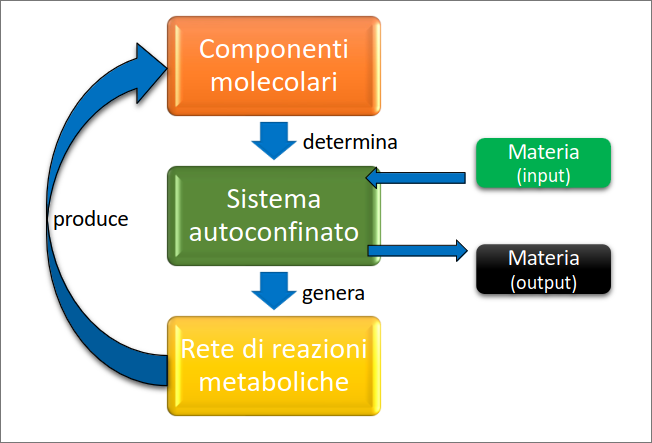 Componenti
molecolari
determina
Materia
(input)
Sistema
autoconfinato
produce
Materia
(output)
genera
Rete di reazioni
metaboliche